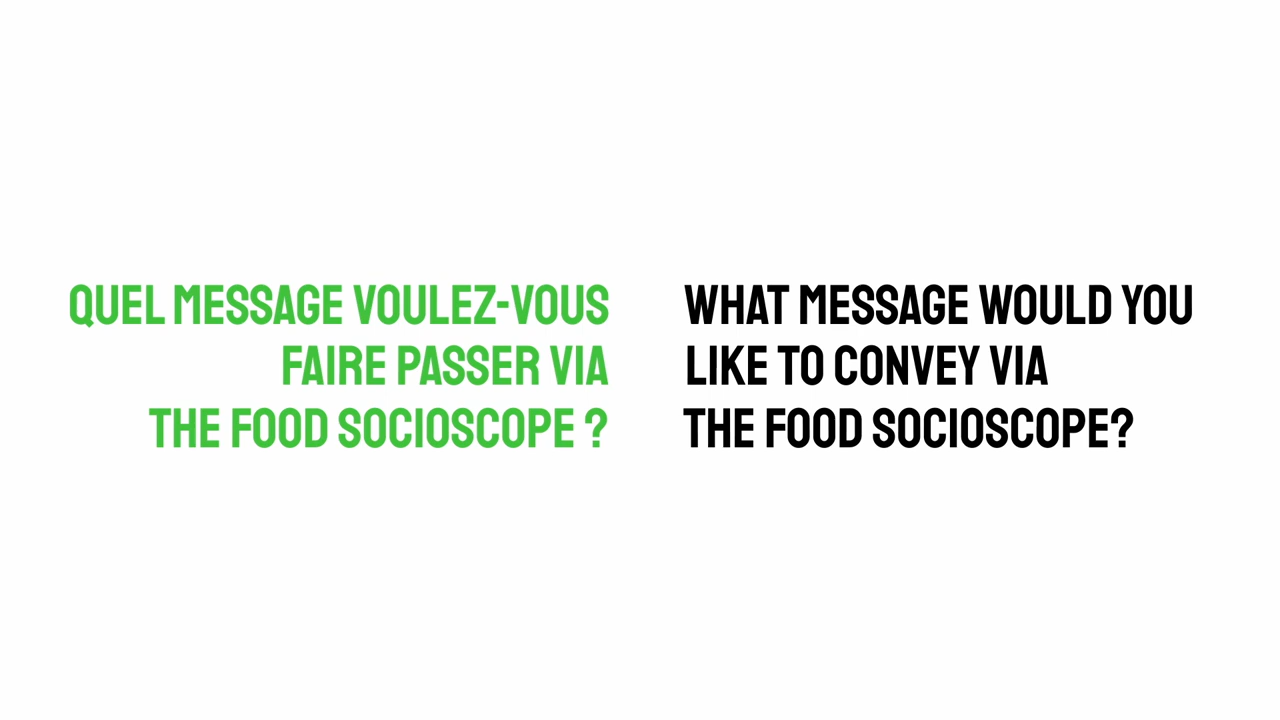 QUEL MESSAGE VOULEZ-VOUS
FAIRE PASSER VIA
THE FOOD SOCIOSCOPE ?
WHAT MESSAGE WOULD YOU
LIKE TO CONVEY VIA
THE FOOD SOCIOSCOPE?